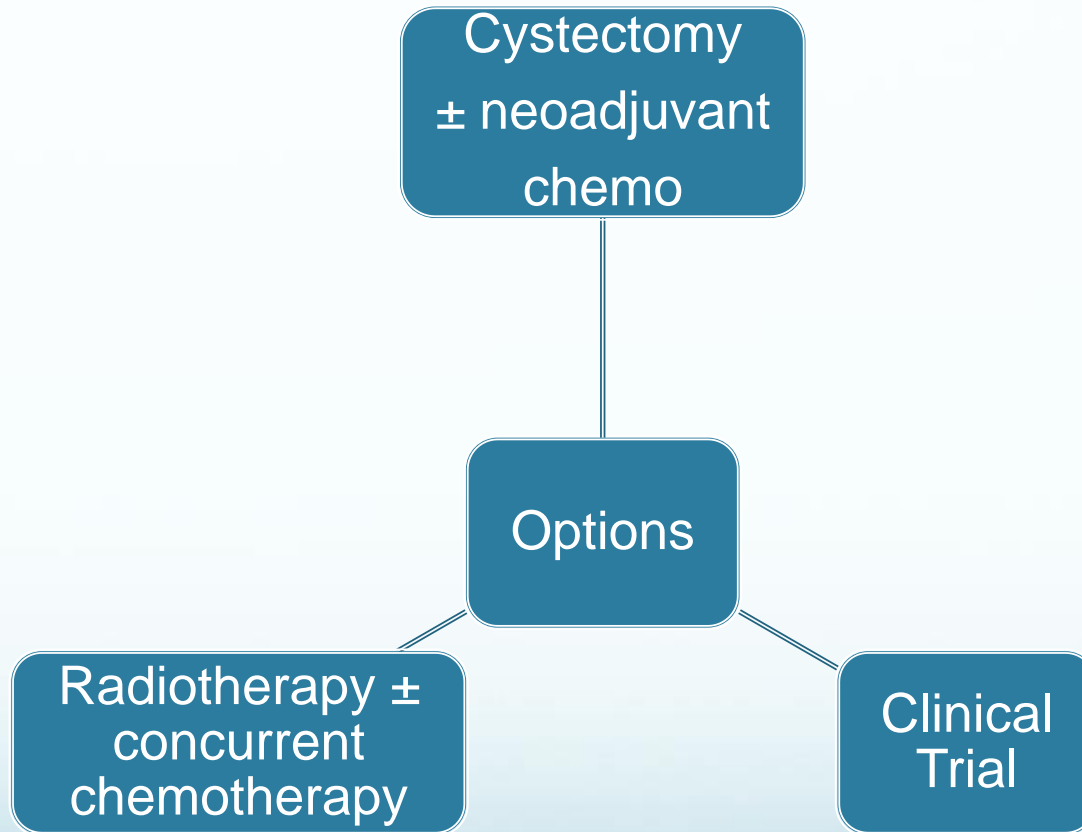 Cystectomy
± neoadjuvant
chemo
Options
Radiotherapy ±
concurrent
chemotherapy
Clinical
Trial